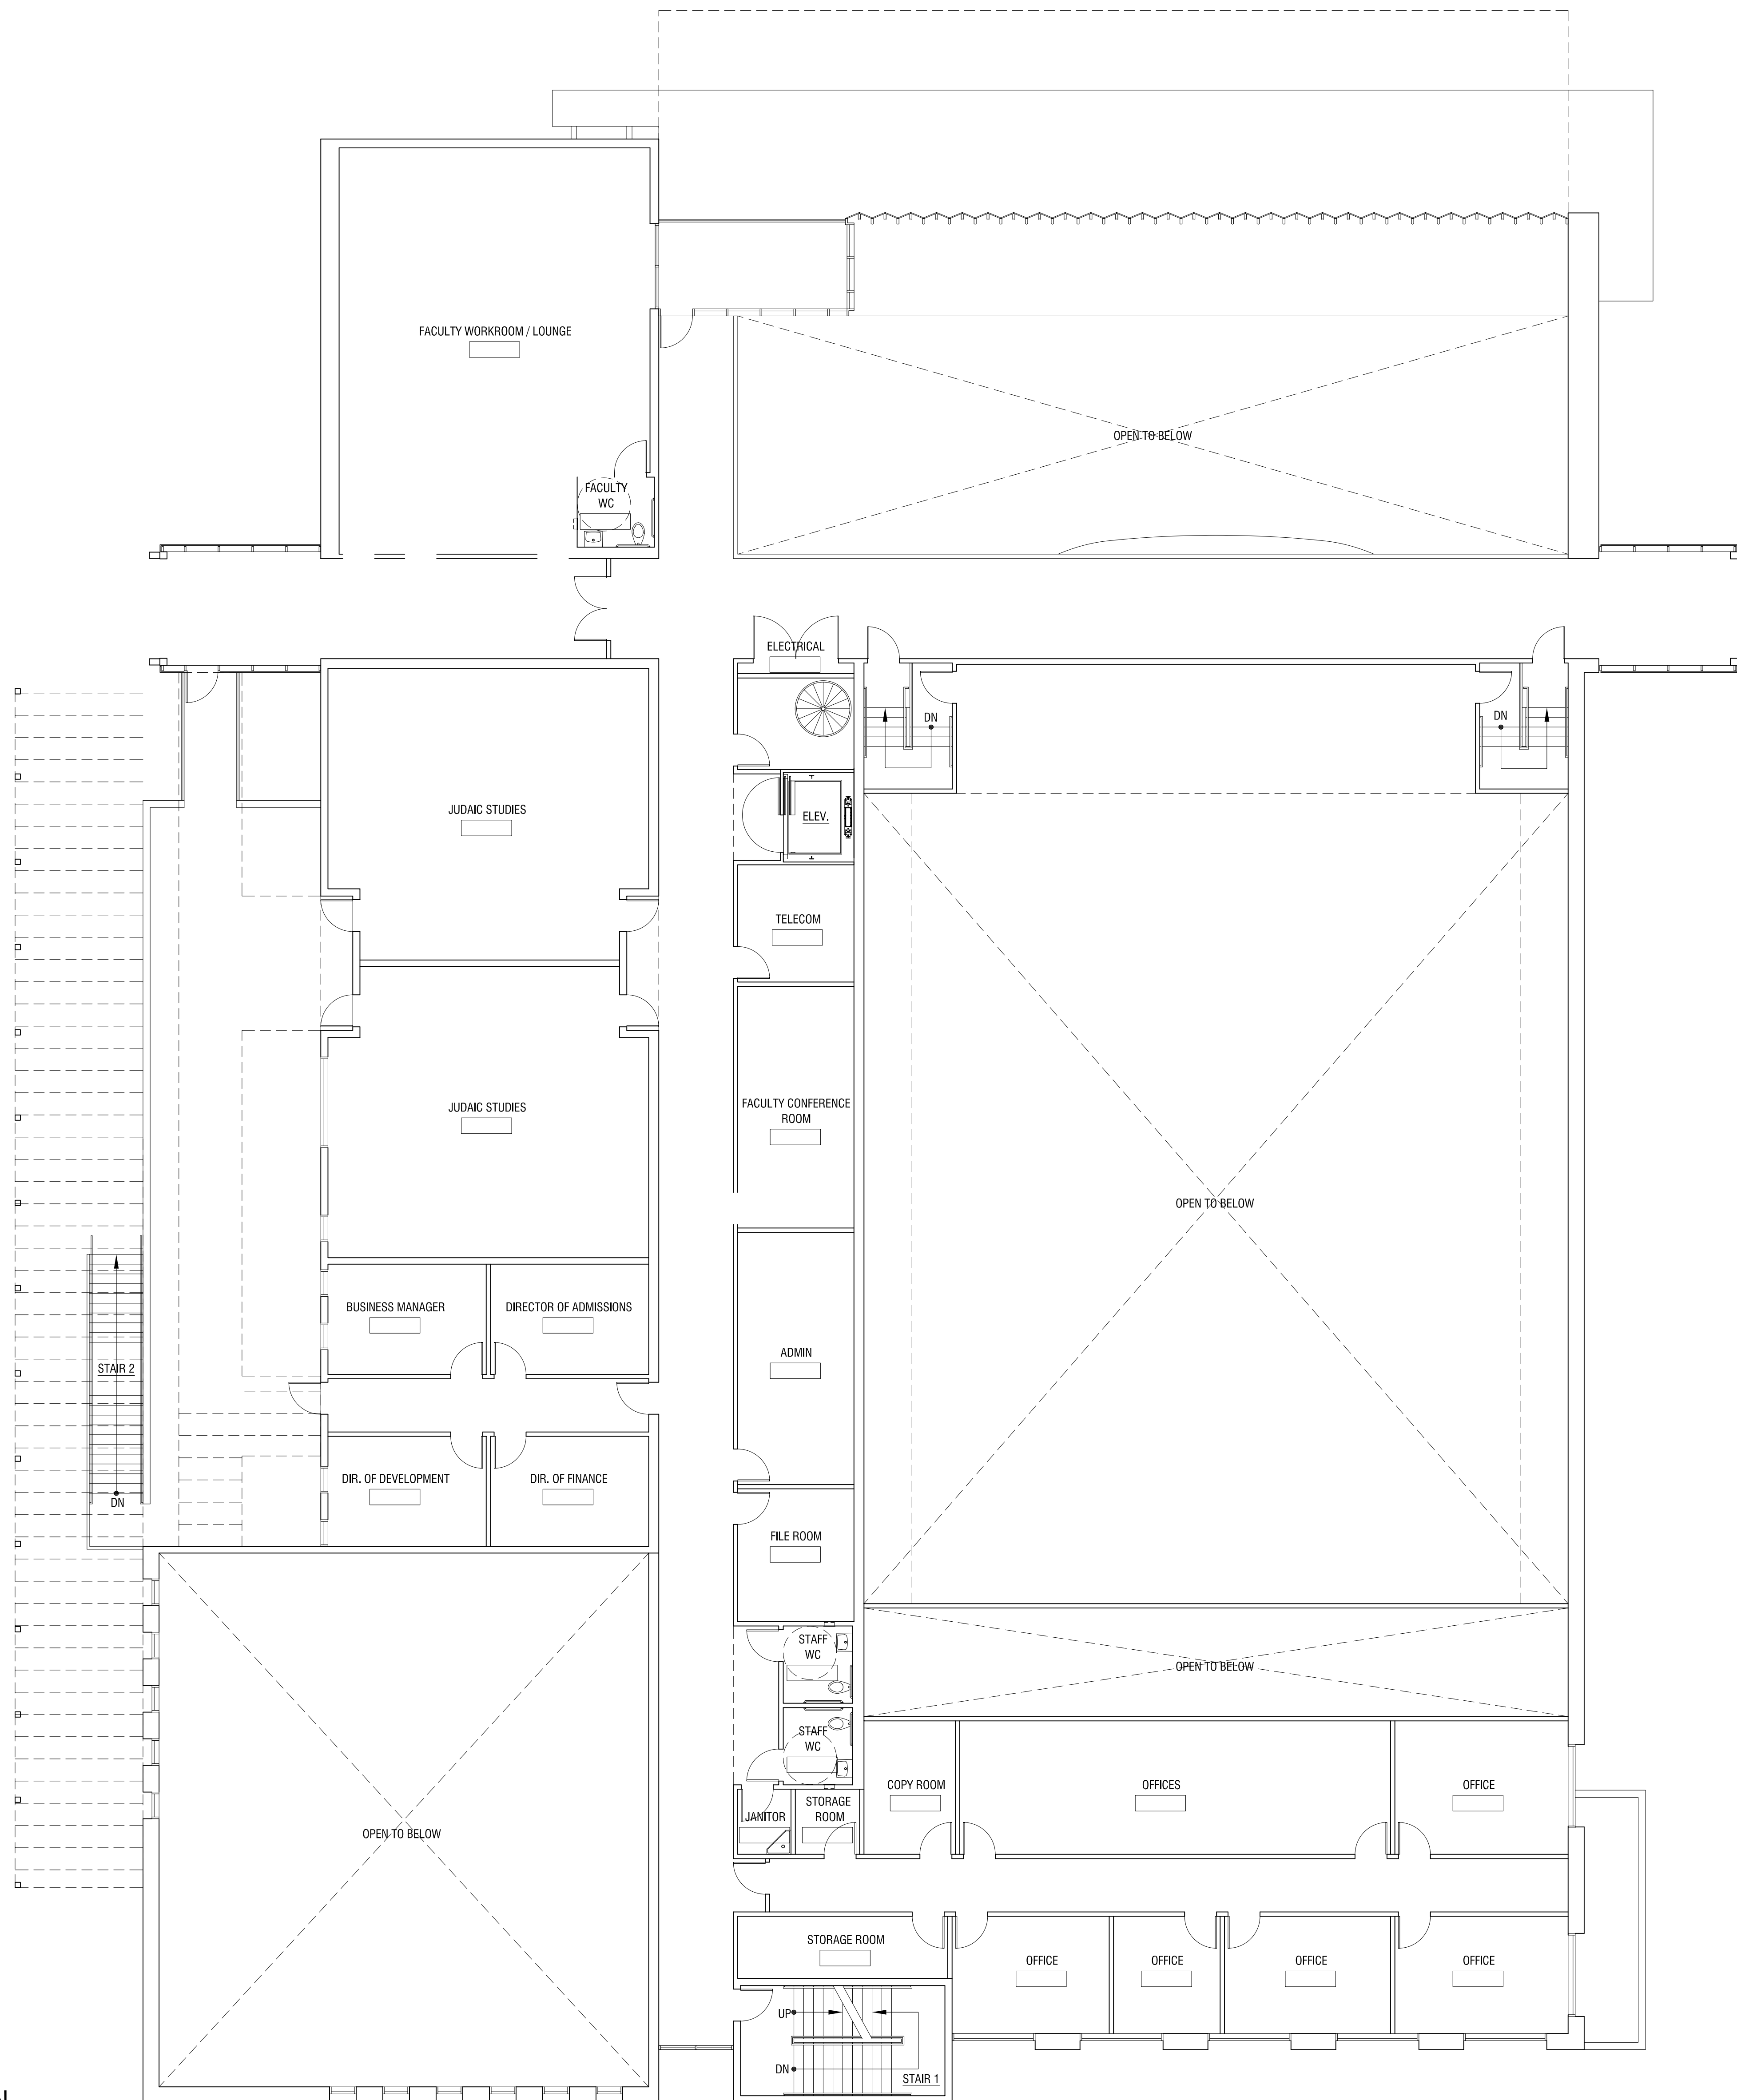 FACULTY WORKROOM / LOUNGE
OPEN TO BELOW
FACULTY
WC
ELECTRICAL
DN
DN
JUDAIC STUDIES
ELEV.
TELECOM
JUDAIC STUDIES
FACULTY CONFERENCE
ROOM
OPEN TO BELOW
BUSINESS MANAGER
DIRECTOR OF ADMISSIONS
ADMIN
STAIR 2
DN
DIR. OF DEVELOPMENT
DIR. OF FINANCE
FILE ROOM
STAFF
WC
OPEN TO BELOW
STAFF
WC
COPY ROOM
OFFICES
OFFICE
JANITOR
STORAGE
ROOM
OPEN TO BELOW
STORAGE ROOM
OFFICE
OFFICE
OFFICE
OFFICE
UP
DN
STAIR 1